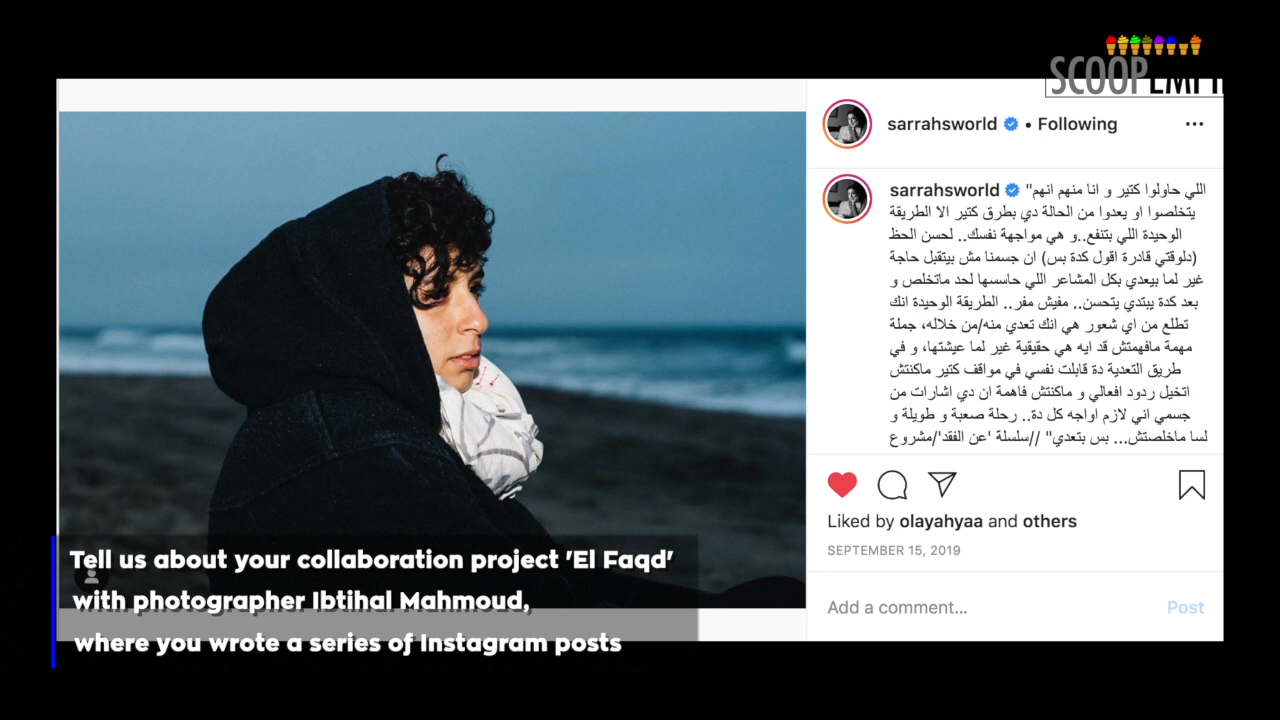 SCOOP EMPI
sarrahsworld • Following
sarrahsworld "اللي حاولوا كتير و انا منهم انهم
يتخلصوا او يعدوا من الحالة دي بطرق كتير الا الطريقة
الوحيدة اللي بتنفع..و هي مواجهة نفسك.. لحسن الحظ
(دلوقتي قادرة اقول كدة بس) ان جسمنا مش بيتقبل حاجة
غير لما بيعدي بكل المشاعر اللي حاسسها لحد ماتخلص و
بعد كدة يبتدي يتحسن.. مفيش مفر.. الطريقة الوحيدة انك
تطلع من اي شعور هي انك تعدي منه/من خلاله، جملة
مهمة مافهمتش قد ايه هي حقيقية غير لما عيشتها، و في
طريق التعدية دة قابلت نفسي في مواقف كتير ماكنتش
اتخيل ردود افعالي و ماكنتش فاهمة ان دي اشارات من
جسمي اني لازم اواجه كل دة.. رحلة صعبة و طويلة و
لسا ماخلصتش... بس بتعدي" //سلسلة 'عن الفقد'/مشروع
Liked by olayahyaa and others
SEPTEMBER 15, 2019
Add a comment... Post
Tell us about your collaboration project 'El Faqd'
with photographer Ibtihal Mahmoud,
where you wrote a series of Instagram posts